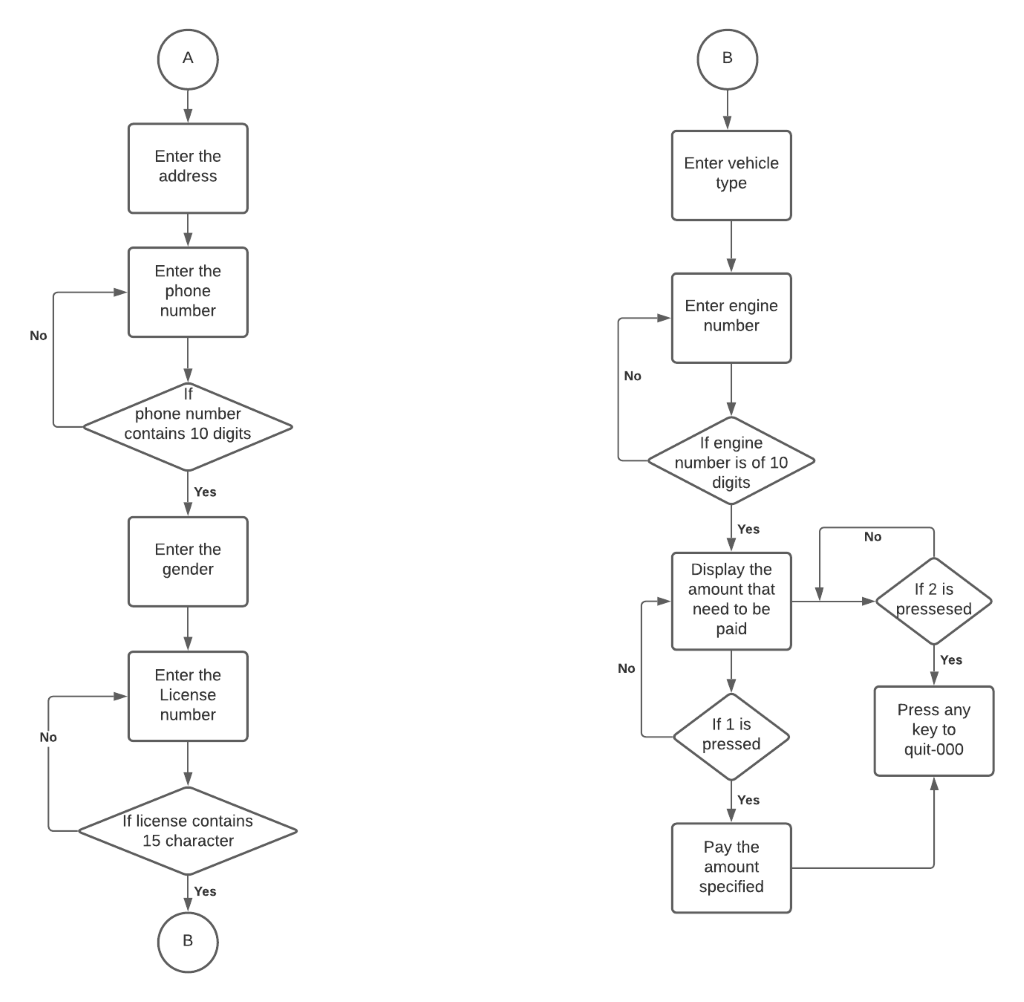 A
Enter the
address
Enter the
phone
number
No
If
phone number
contains 10 digits
Yes
Enter the
gender
Enter the
License
number
No
If license contains
15 character
Yes
B
B
Enter vehicle
type
Enter engine
number
No
If engine
number is of 10
digits
Yes
Display the
amount that
need to be
paid
No
If 2 is
pressesed
Yes
Press any
key to
quit-000
No
If 1 is
pressed
Yes
Pay the
amount
specified